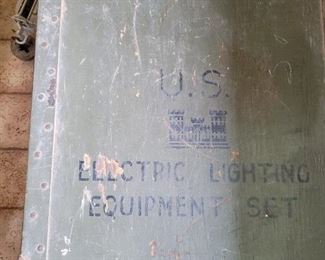 U.S.
ELECTRIC LIGHTING
EQUIPMENT SET